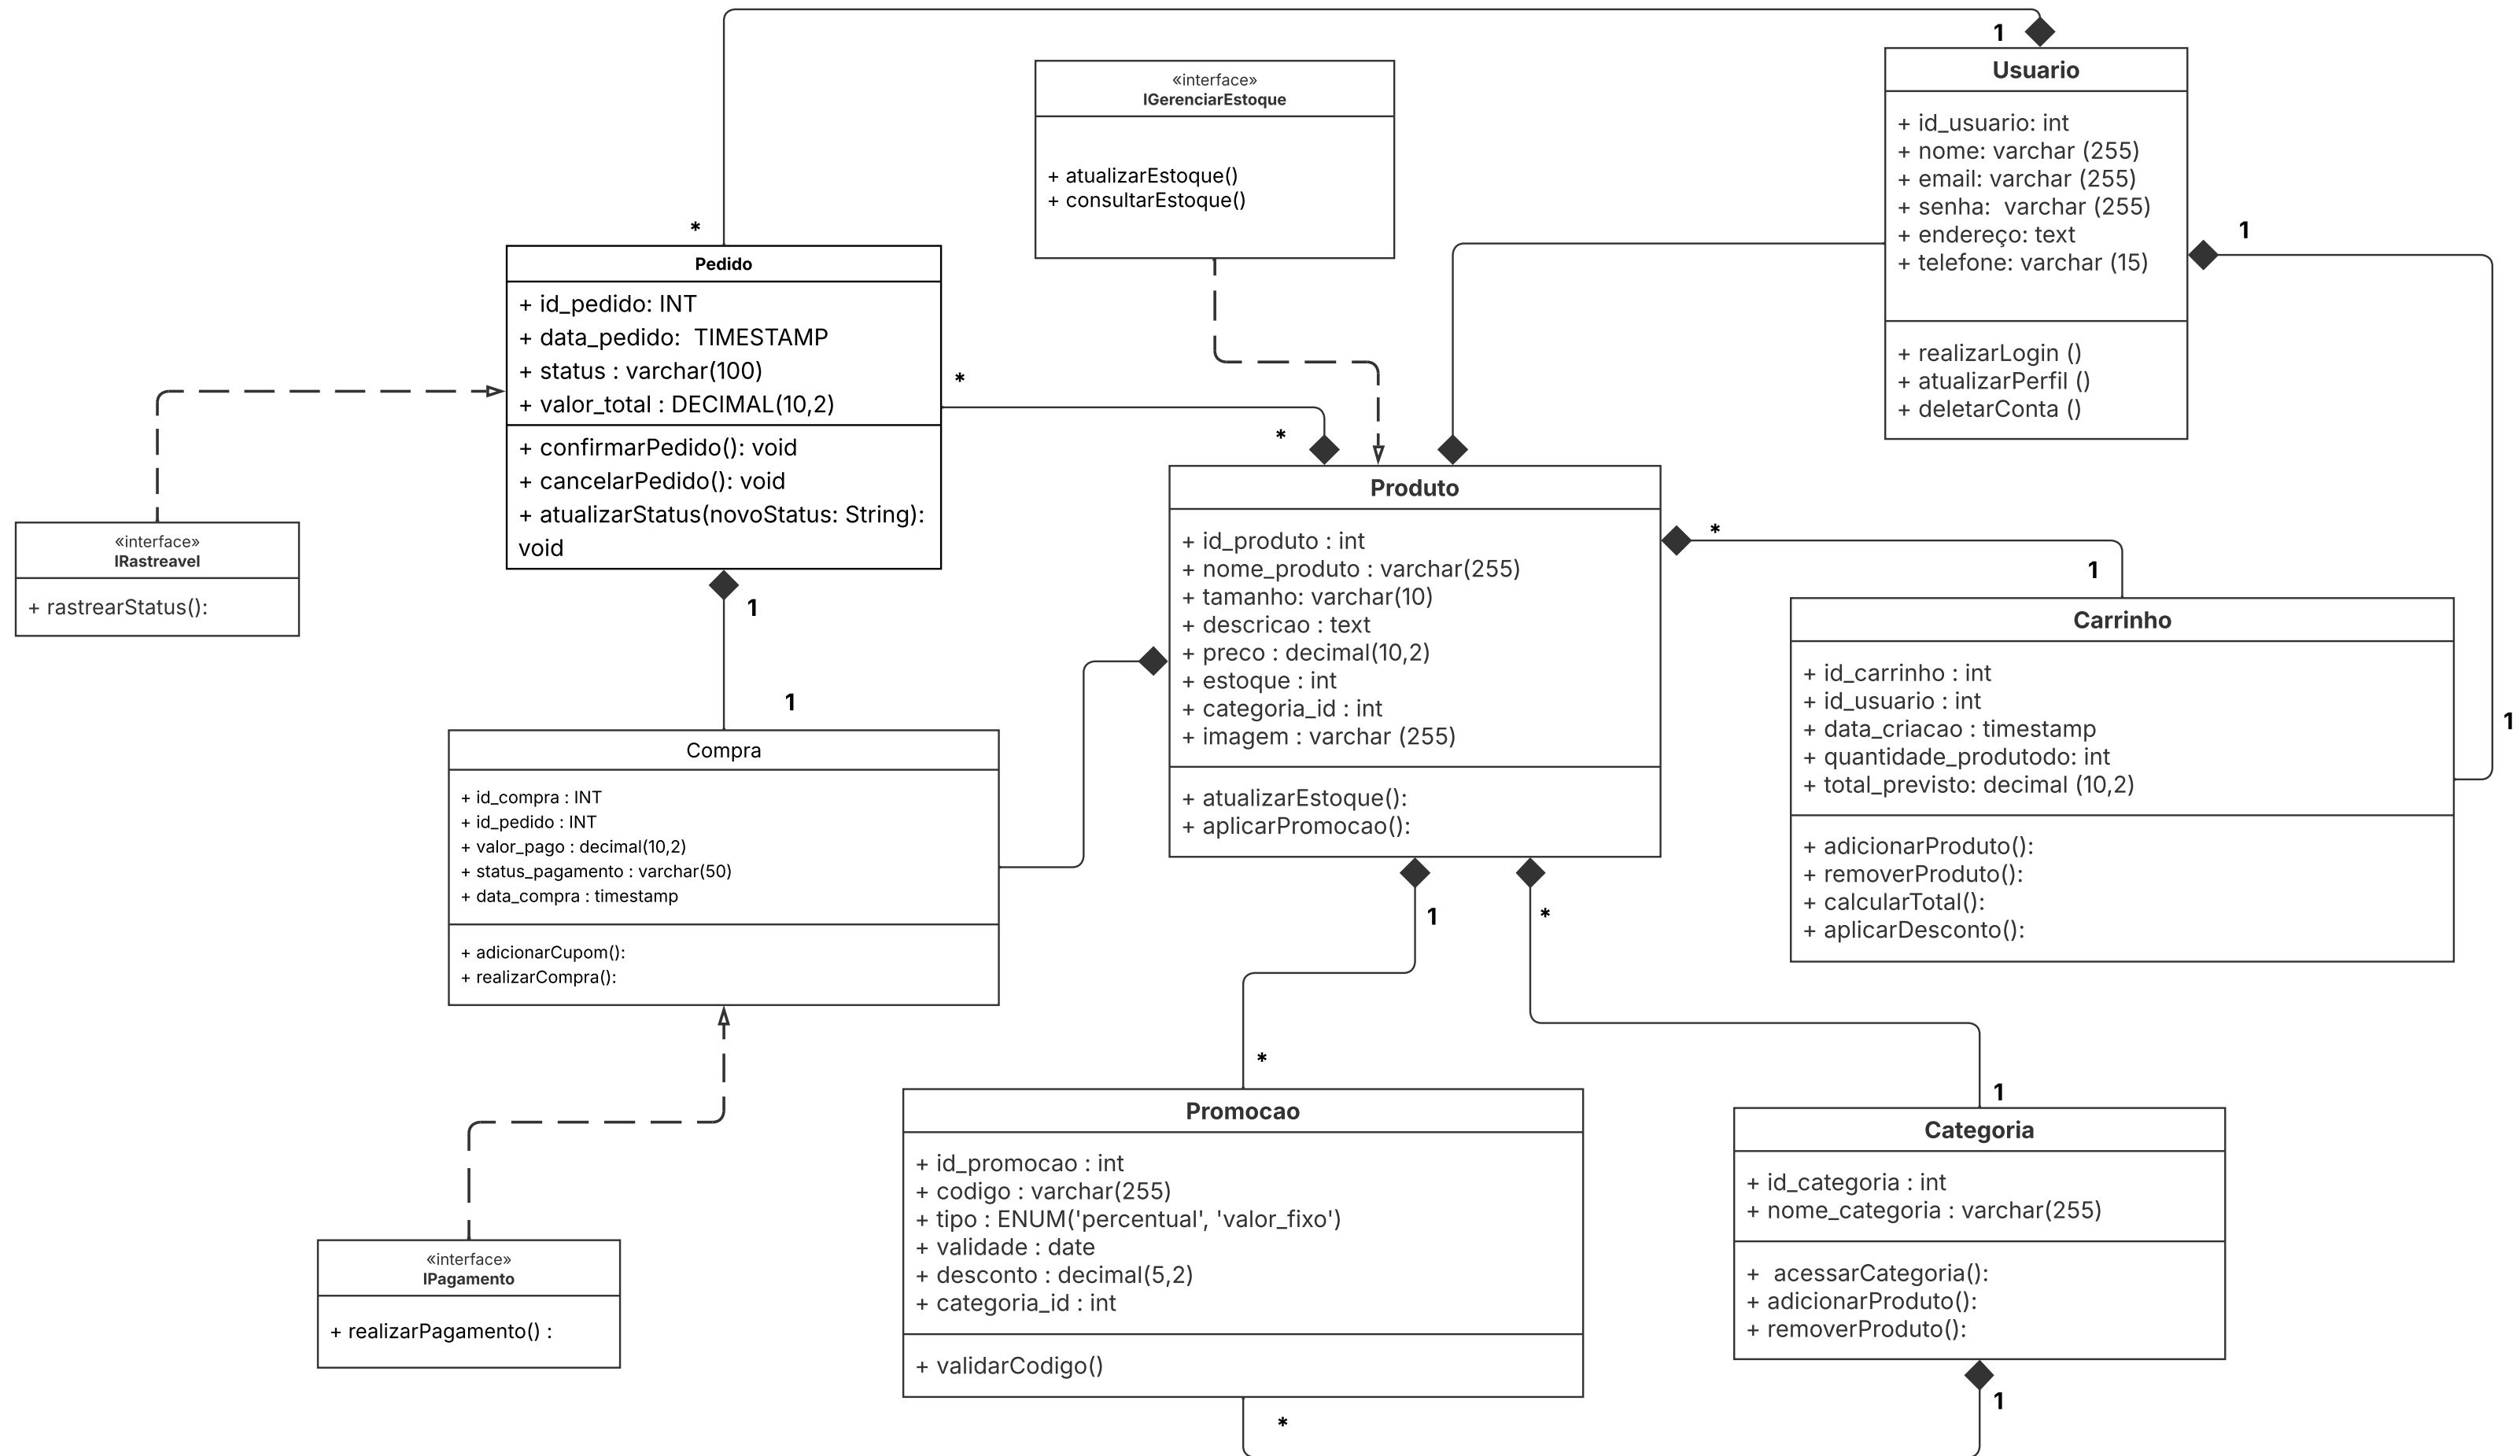 1
Usuario
+ id_usuario: int
+ nome: varchar (255)
+ email: varchar (255)
+ senha:  varchar (255)
+ endereço: text
+ telefone: varchar (15)
+ realizarLogin ()
+ atualizarPerfil ()
+ deletarConta ()
1
«interface»
IGerenciarEstoque
+ atualizarEstoque()
+ consultarEstoque()
*
Pedido
+ id_pedido: INT
+ data_pedido:  TIMESTAMP
+ status : varchar(100)
+ valor_total : DECIMAL(10,2)
+ confirmarPedido(): void
+ cancelarPedido(): void
+ atualizarStatus(novoStatus: String):
void
*
*
1
«interface»
IRastreavel
+ rastrearStatus():
Produto
+ id_produto : int
+ nome_produto : varchar(255)
+ tamanho: varchar(10)
+ descricao : text
+ preco : decimal(10,2)
+ estoque : int
+ categoria_id : int
+ imagem : varchar (255)
+ atualizarEstoque():
+ aplicarPromocao():
*
1
Carrinho
+ id_carrinho : int
+ id_usuario : int
+ data_criacao : timestamp
+ quantidade_produtodo: int
+ total_previsto: decimal (10,2)
+ adicionarProduto():
+ removerProduto():
+ calcularTotal():
+ aplicarDesconto():
1
1
Compra
+ id_compra : INT
+ id_pedido : INT
+ valor_pago : decimal(10,2)
+ status_pagamento : varchar(50)
+ data_compra : timestamp
+ adicionarCupom():
+ realizarCompra():
1
*
*
1
Promocao
+ id_promocao : int
+ codigo : varchar(255)
+ tipo : ENUM('percentual', 'valor_fixo')
+ validade : date
+ desconto : decimal(5,2)
+ categoria_id : int
+ validarCodigo()
*
Categoria
+ id_categoria : int
+ nome_categoria : varchar(255)
+  acessarCategoria():
+ adicionarProduto():
+ removerProduto():
1
«interface»
IPagamento
+ realizarPagamento() :